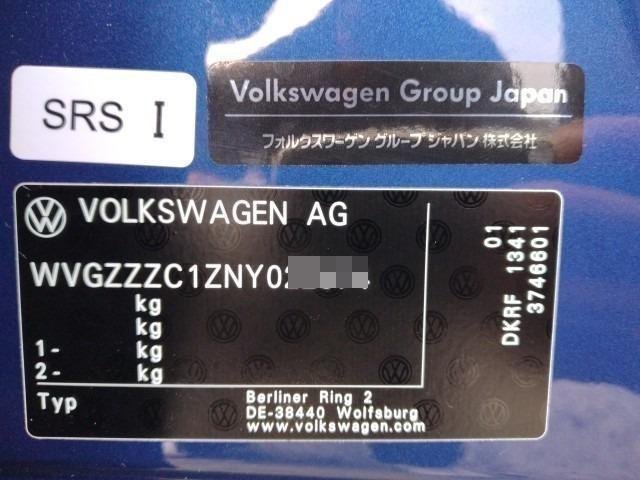 SRS I
Volkswagen Group Japan
フォルクスワーゲン グループ ジャパン 株式会社
VOLKSWAGEN AG
kg
kg
1- kg
2- kg
Typ
Berliner Ring 2
DE-38440 Wolfsburg
www.volkswagen.com
01
DKRF 1341
3746601